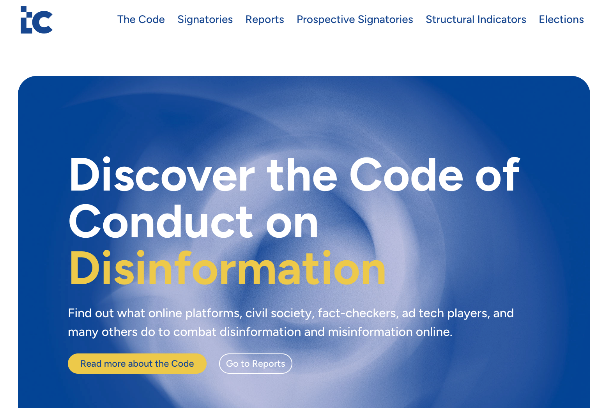 tC
The Code Signatories Reports Prospective Signatories Structural Indicators Elections
Discover the Code of
Conduct on
Disinformation
Find out what online platforms, civil society, fact-checkers, ad tech players, and
many others do to combat disinformation and misinformation online.
Read more about the Code Go to Reports